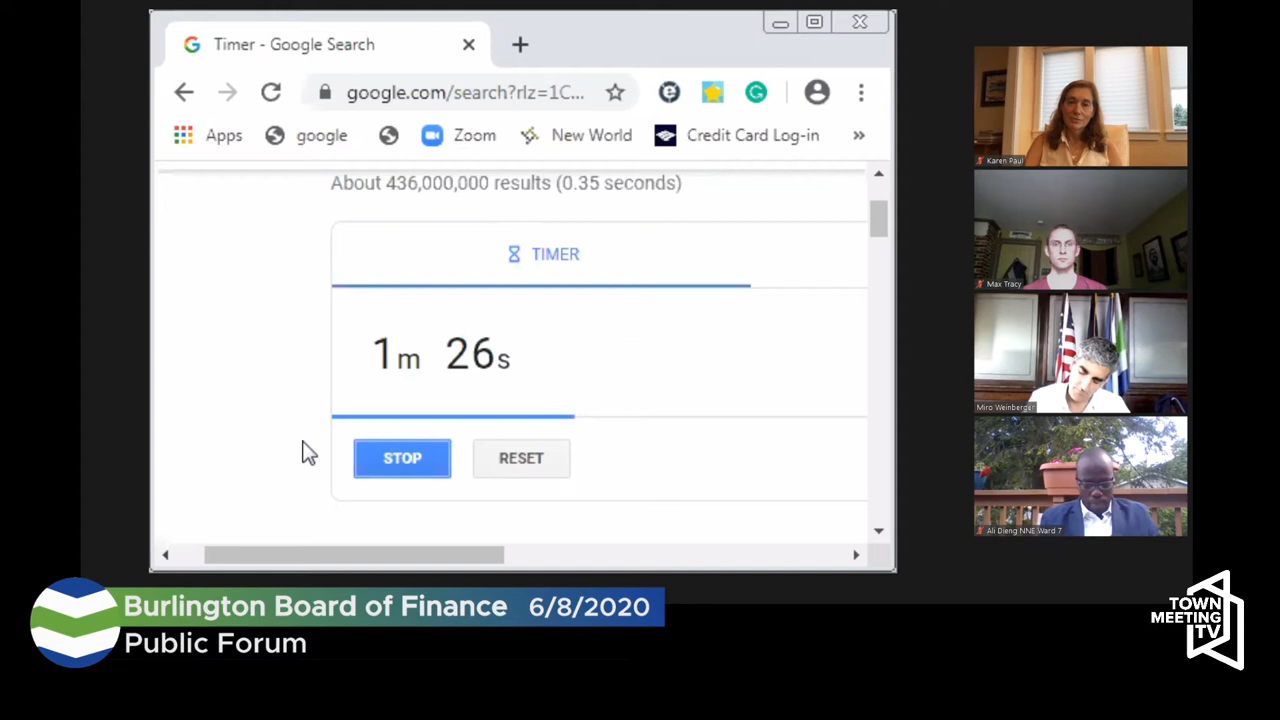 Timer - Google Search
google.com/search?rlz=1C...
Apps google Zoom New World Credit Card Log-in »
About 436,000,000 results (0.35 seconds)
TIMER
1m 26s
STOP RESET
Karen Paul
Max Tracy
Miro Weinberger
Ali Dieng NNE Ward 7
Burlington Board of Finance 6/8/2020
Public Forum
TOWN
MEETING
TV